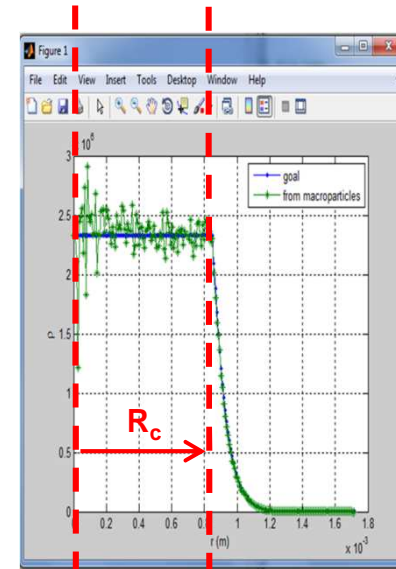 Figure 1
File Edit View Insert Tools Desktop Window Help
10
3
goal
from macroparticles
2.5
2
1.5
ρ
1
Rc
0.5
0
0.2 0.4 0.6 0.8 1 1.2 1.4 1.6 1.8
r (m)
x 10^-3